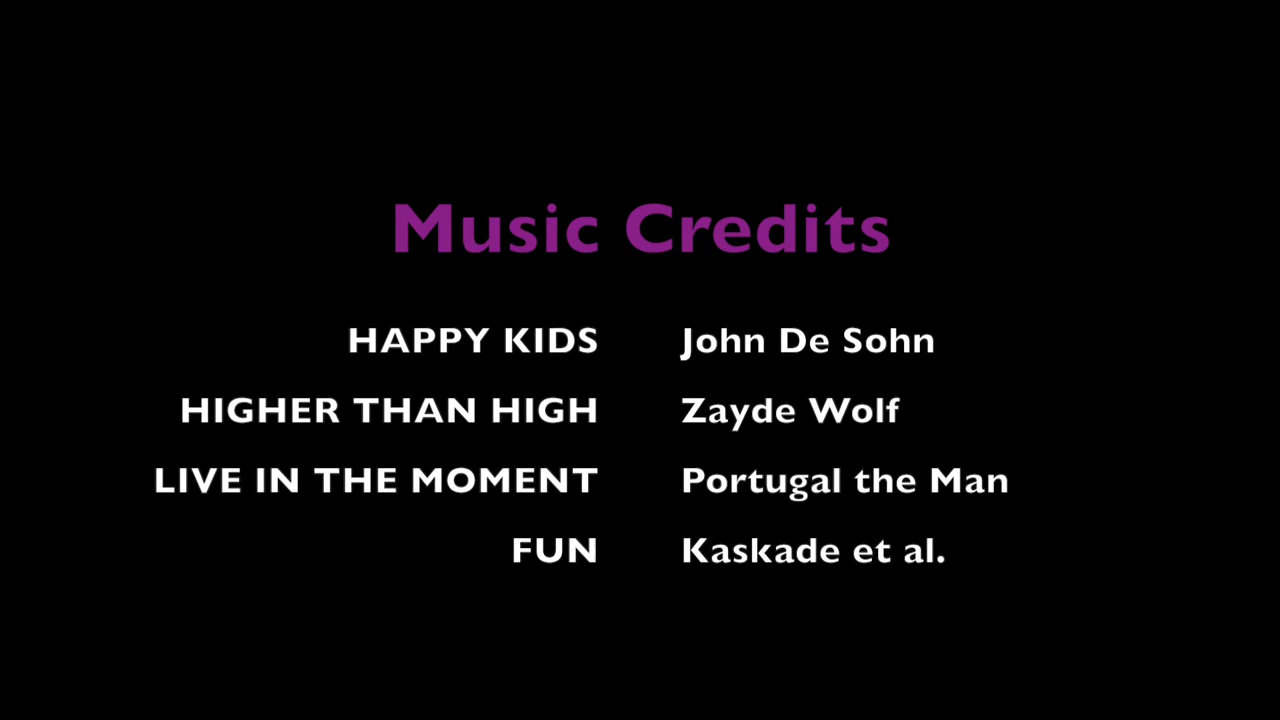 Music Credits
HAPPY KIDS John De Sohn
HIGHER THAN HIGH Zayde Wolf
LIVE IN THE MOMENT Portugal the Man
FUN Kaskade et al.